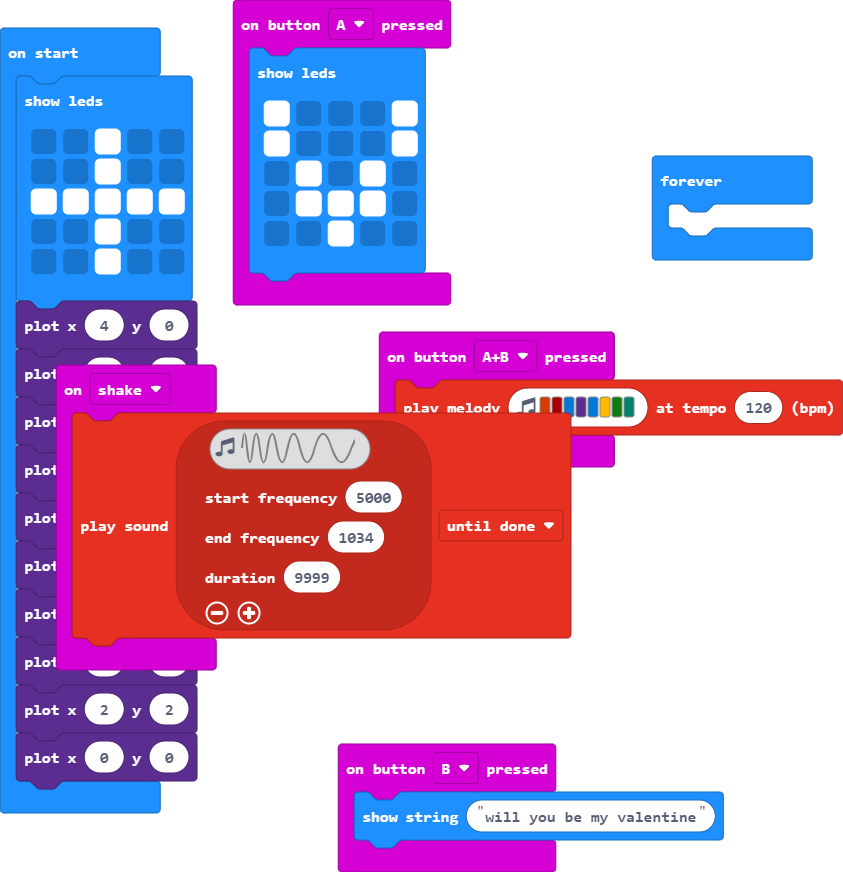 on start
show leds
plot x 4 y 0
plot
plot
plot
plot
plot
plot
plot
plot x 2 y 2
plot x 0 y 0
on button A pressed
show leds
forever
on button A+B pressed
play melody at tempo 120 (bpm)
on shake
play sound
start frequency 5000
end frequency 1034
duration 9999
until done
on button B pressed
show string "will you be my valentine"